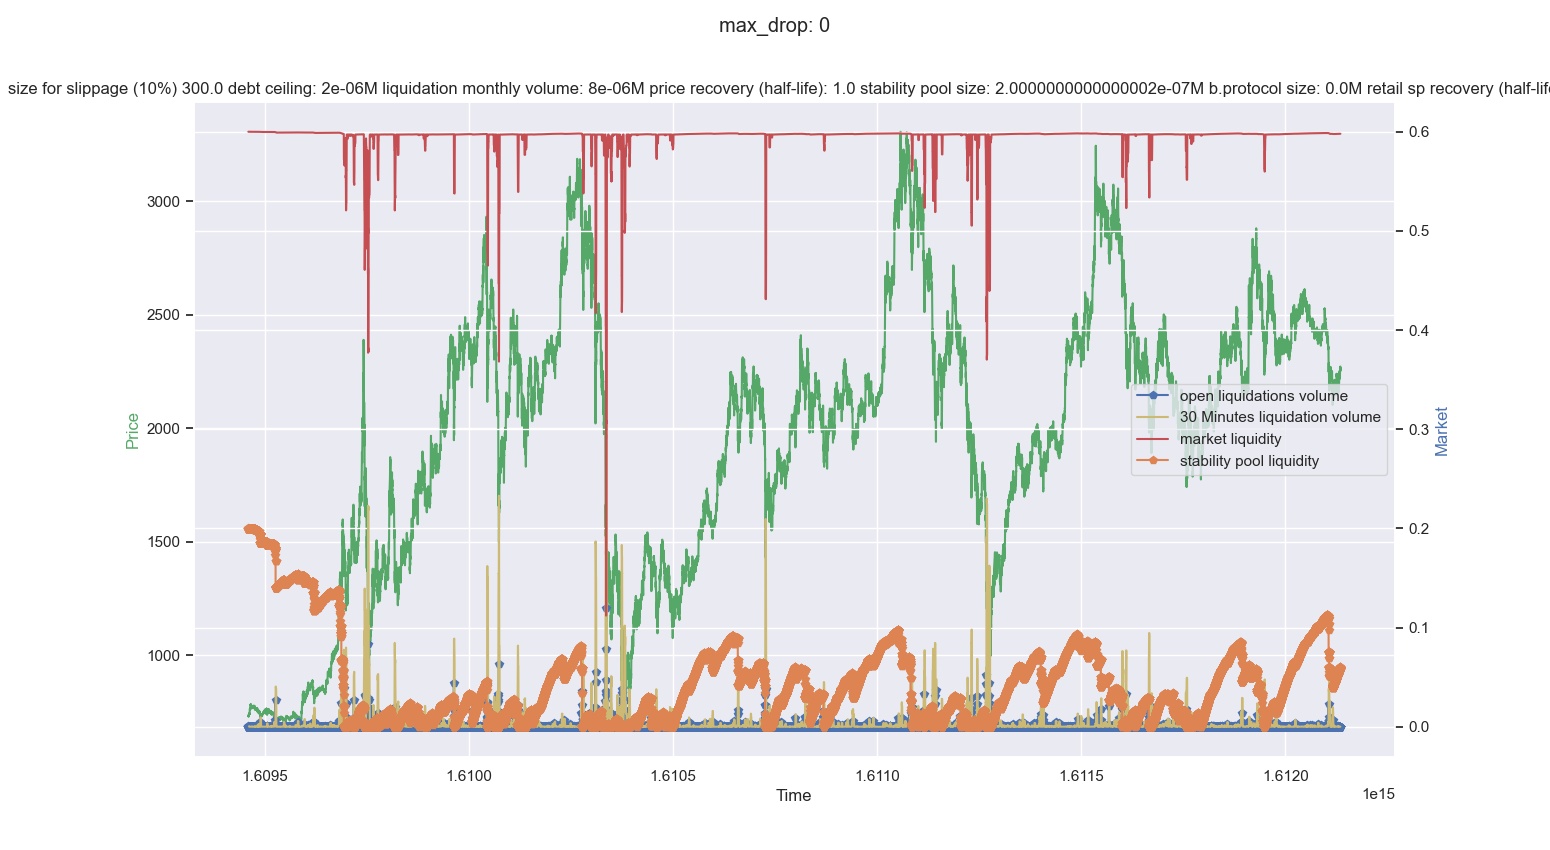 max_drop: 0
size for slippage (10%) 300.0 debt ceiling: 2e-06M liquidation monthly volume: 8e-06M price recovery (half-life): 1.0 stability pool size: 2.0000000000000002e-07M b.protocol size: 0.0M retail sp recovery (half-life
3000
2500
2000
1500
1000
Price
0.6
0.5
0.4
0.3
0.2
0.1
0.0
Market
open liquidations volume
30 Minutes liquidation volume
market liquidity
stability pool liquidity
1.6095
1.6100
1.6105
1.6110
1.6115
1.6120
1e15
Time